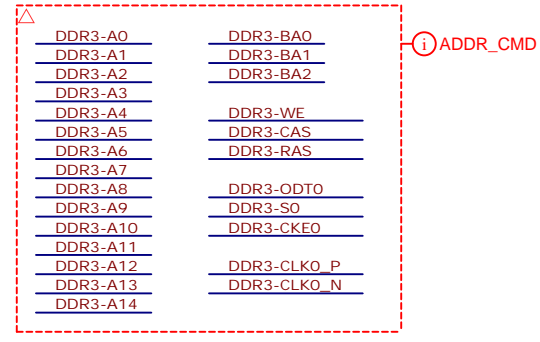 DDR3-A0
DDR3-A1
DDR3-A2
DDR3-A3
DDR3-A4
DDR3-A5
DDR3-A6
DDR3-A7
DDR3-A8
DDR3-A9
DDR3-A10
DDR3-A11
DDR3-A12
DDR3-A13
DDR3-A14
DDR3-BA0
DDR3-BA1
DDR3-BA2
DDR3-WE
DDR3-CAS
DDR3-RAS
DDR3-ODT0
DDR3-S0
DDR3-CKE0
DDR3-CLK0_P
DDR3-CLK0_N
i ADDR_CMD